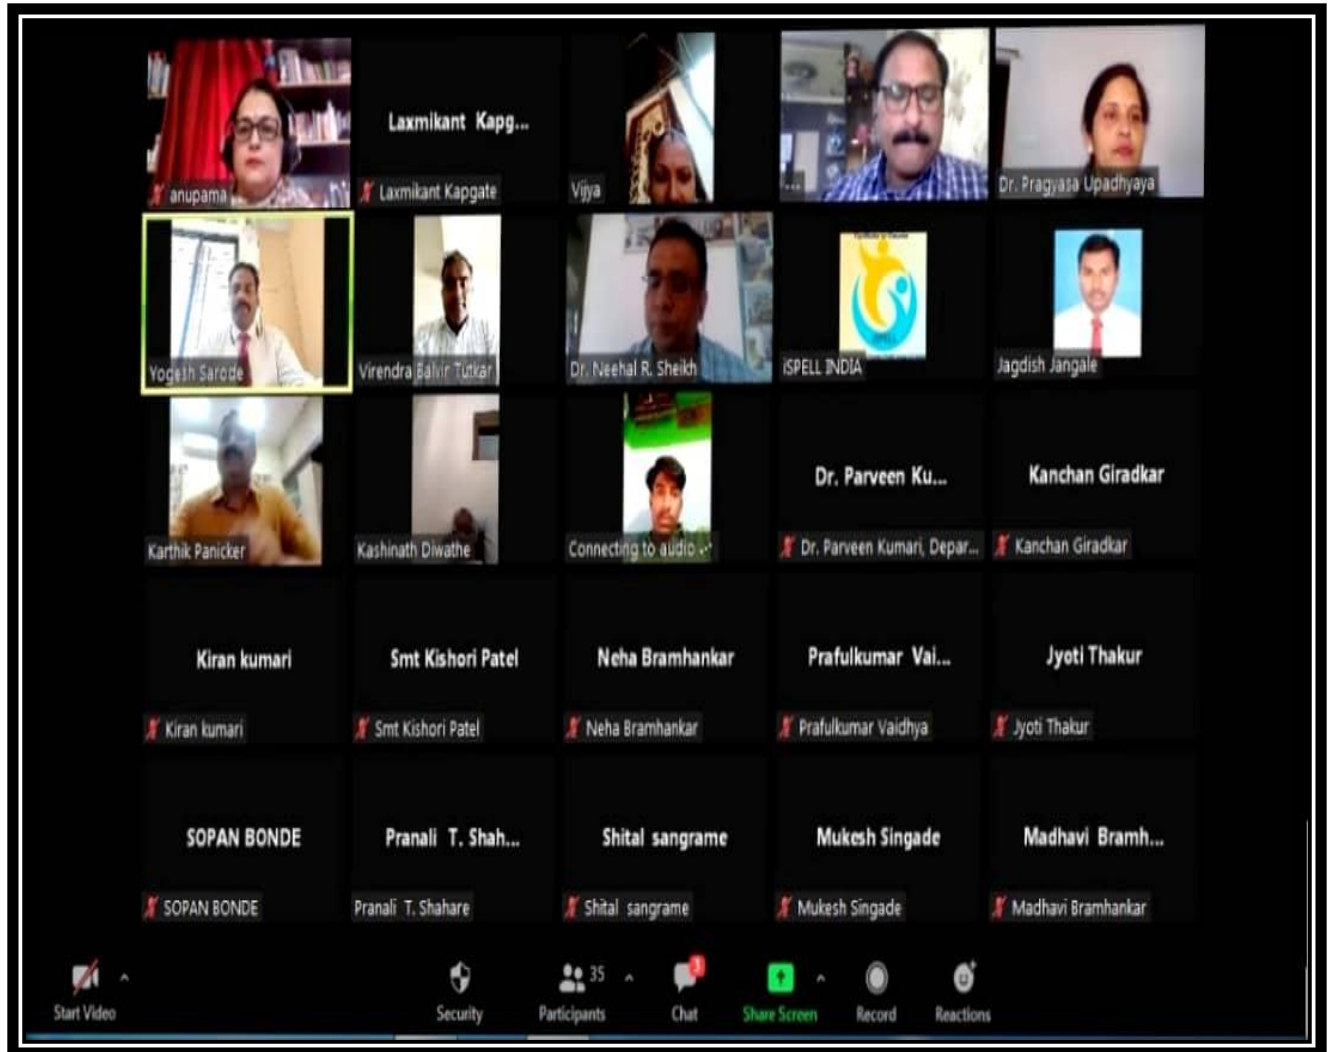 Laxmikant Kapg...
anupama
Laxmikant Kapgate
Vijya
...
Dr. Pragyasa Upadhyaya
Yogesh Sarode
Virendra Balvir Tutkar
Dr. Neehal R. Sheikh
iSPELL INDIA
Jagdish Jangale
Dr. Parveen Ku...
Kanchan Giradkar
Karthik Panicker
Kashinath Diwathe
Connecting to audio
Dr. Parveen Kumari, Depar...
Kanchan Giradkar
Kiran kumari
Smt Kishori Patel
Neha Bramhankar
Prafulkumar Vai...
Jyoti Thakur
Kiran kumari
Smt Kishori Patel
Neha Bramhankar
Prafulkumar Vaidhya
Jyoti Thakur
SOPAN BONDE
Pranali T. Shah...
Shital sangrame
Mukesh Singade
Madhavi Bramh...
SOPAN BONDE
Pranali T. Shahare
Shital sangrame
Mukesh Singade
Madhavi Bramhankar
35
3
Start Video
Security
Participants
Chat
Share Screen
Record
Reactions